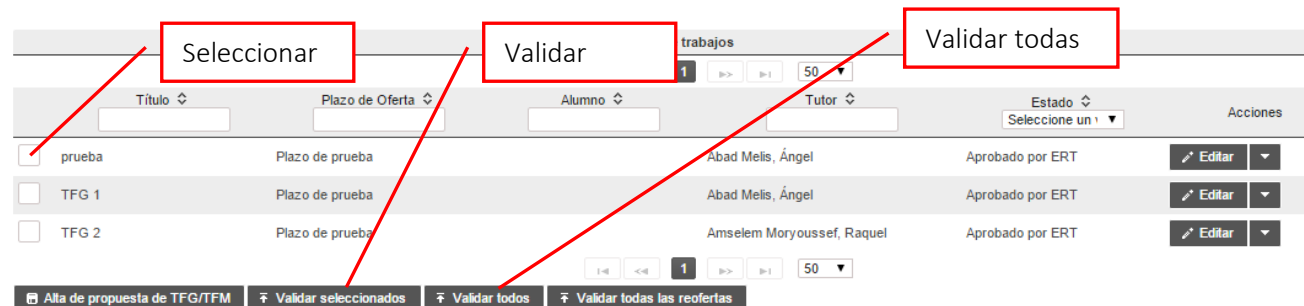 Seleccionar
Validar
Validar todas
trabajos
1 50
Título Plazo de Oferta Alumno Tutor Estado Acciones
Seleccione un
prueba Plazo de prueba Abad Melis, Ángel Aprobado por ERT Editar
TFG 1 Plazo de prueba Abad Melis, Ángel Aprobado por ERT Editar
TFG 2 Plazo de prueba Amselem Moryoussef, Raquel Aprobado por ERT Editar
1 50
Alta de propuesta de TFG/TFM Validar seleccionados Validar todos Validar todas las reofertas